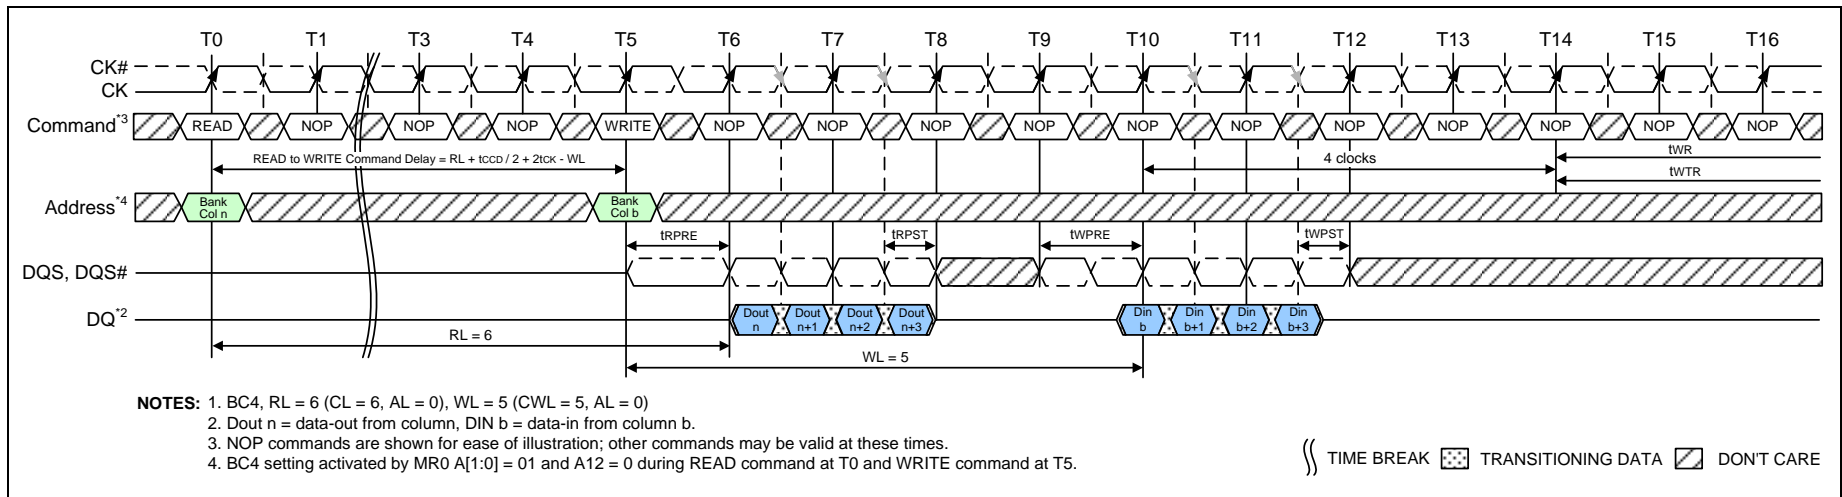 T0 T1 T3 T4 T5 T6 T7 T8 T9 T10 T11 T12 T13 T14 T15 T16
CK#
CK
Command*3 READ NOP NOP NOP WRITE NOP NOP NOP NOP NOP NOP NOP NOP NOP NOP NOP
READ to WRITE Command Delay = RL + tCCD / 2 + 2tCK - WL 4 clocks tWR
tWTR
Address*4 Bank Col n Bank Col b
tRPRE tRPST tWPRE tWPST
DQS, DQS#
DQ*2 Dout n Dout n+1 Dout n+2 Dout n+3 Din b Din b+1 Din b+2 Din b+3
RL = 6
WL = 5
NOTES: 1. BC4, RL = 6 (CL = 6, AL = 0), WL = 5 (CWL = 5, AL = 0)
2. Dout n = data-out from column, DIN b = data-in from column b.
3. NOP commands are shown for ease of illustration; other commands may be valid at these times.
4. BC4 setting activated by MR0 A[1:0] = 01 and A12 = 0 during READ command at T0 and WRITE command at T5.
TIME BREAK TRANSITIONING DATA DON'T CARE